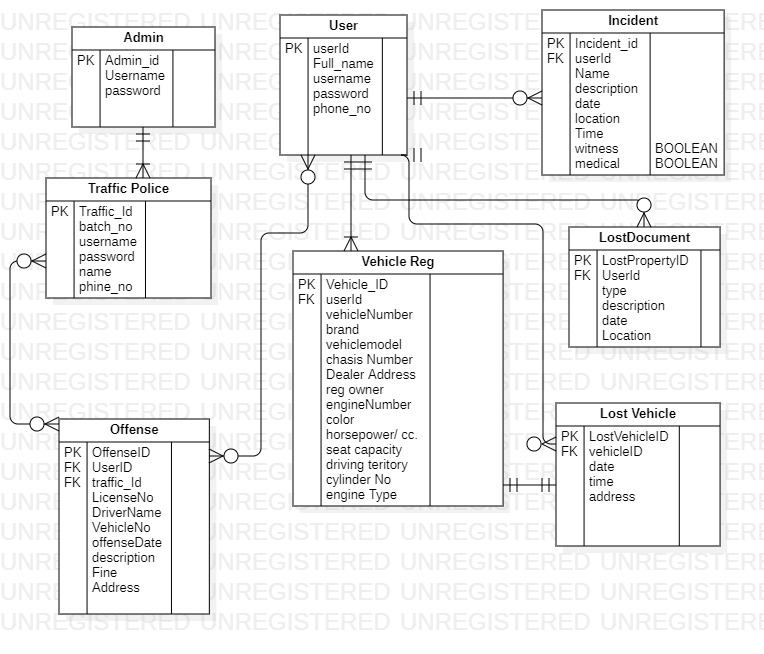 Admin
PK Admin_id
Username
password
User
PK userId
Full_name
username
password
phone_no
Incident
PK Incident_id
FK userId
Name
description
date
location
Time
witness BOOLEAN
medical BOOLEAN
Traffic Police
PK Traffic_Id
batch_no
username
password
name
phine_no
Vehicle Reg
PK Vehicle_ID
FK userId
vehicleNumber
brand
vehiclemodel
chasis Number
Dealer Address
reg owner
engineNumber
color
horsepower/ cc.
seat capacity
driving teritory
cylinder No
engine Type
LostDocument
PK LostPropertyID
FK UserId
type
description
date
Location
Offense
PK OffenseID
FK UserID
FK traffic_Id
LicenseNo
DriverName
VehicleNo
offenseDate
description
Fine
Address
Lost Vehicle
PK LostVehicleID
FK vehicleID
date
time
address
UNREGISTERED